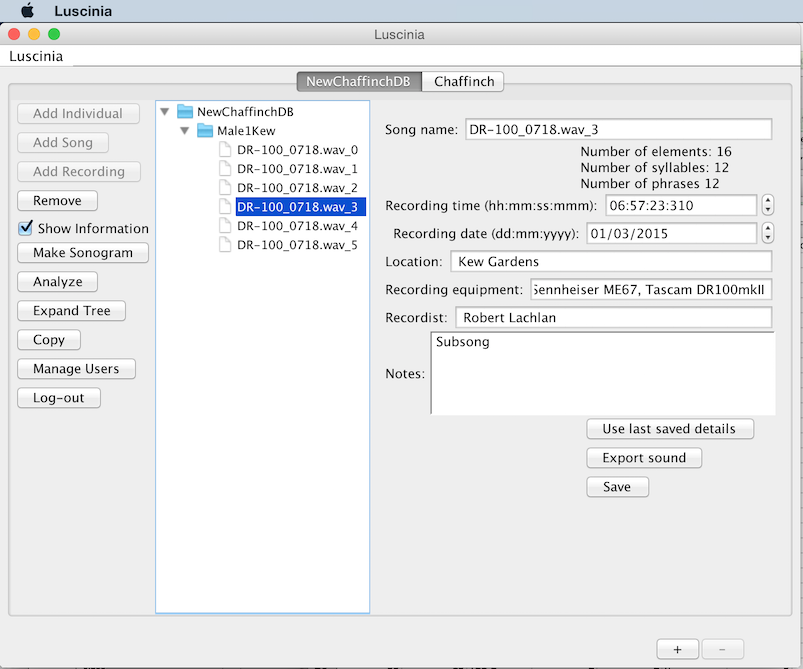 Luscinia
Luscinia
Luscinia
NewChaffinchDB Chaffinch
Add Individual
Add Song
Add Recording
Remove
Show Information
Make Sonogram
Analyze
Expand Tree
Copy
Manage Users
Log-out
NewChaffinchDB
Male1Kew
DR-100_0718.wav_0
DR-100_0718.wav_1
DR-100_0718.wav_2
DR-100_0718.wav_3
DR-100_0718.wav_4
DR-100_0718.wav_5
Song name: DR-100_0718.wav_3
Number of elements: 16
Number of syllables: 12
Number of phrases 12
Recording time (hh:mm:ss:mmm): 06:57:23:310
Recording date (dd:mm:yyyy): 01/03/2015
Location: Kew Gardens
Recording equipment: Sennheiser ME67, Tascam DR100mkII
Recordist: Robert Lachlan
Notes: Subsong
Use last saved details
Export sound
Save
+ -